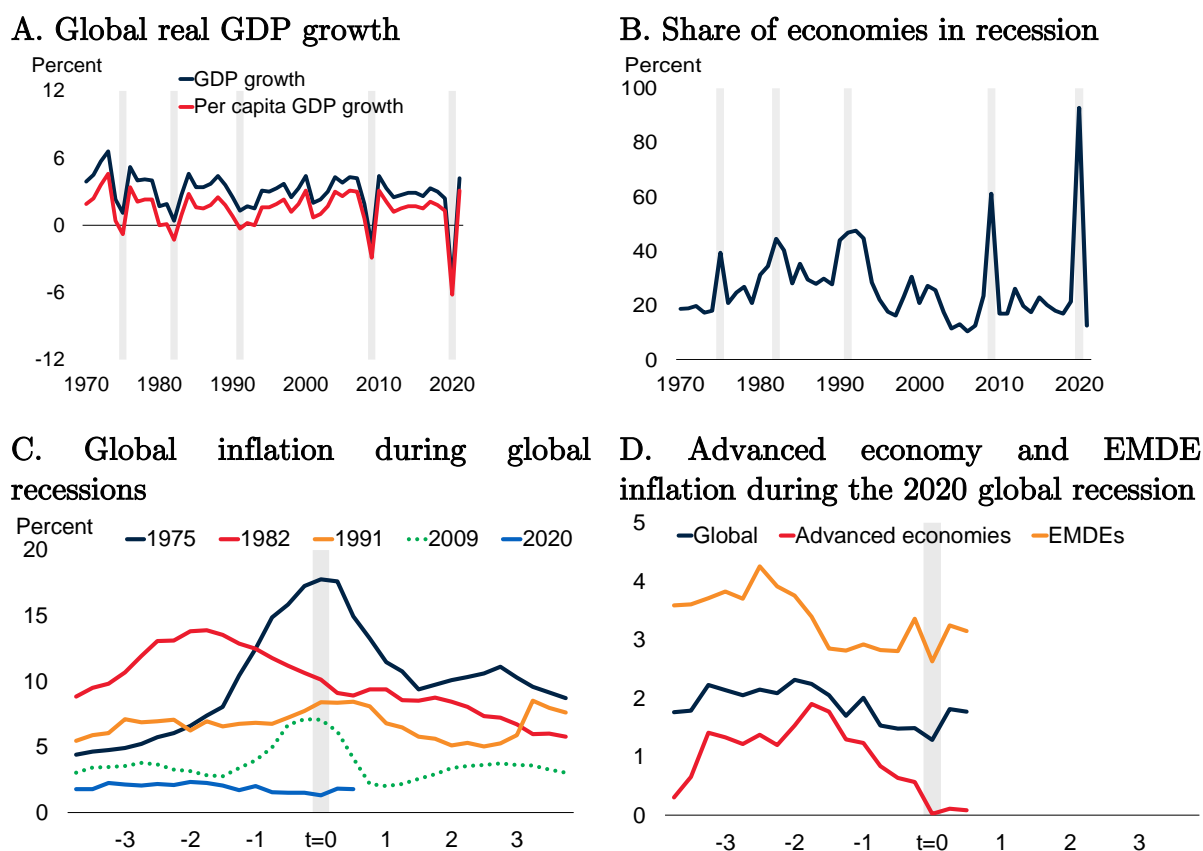 A. Global real GDP growth
Percent
GDP growth
Per capita GDP growth
12
6
0
-6
-12
1970 1980 1990 2000 2010 2020
B. Share of economies in recession
Percent
100
80
60
40
20
0
1970 1980 1990 2000 2010 2020
C. Global inflation during global
recessions
Percent
1975 1982 1991 2009 2020
20
15
10
5
0
-3 -2 -1 t=0 1 2 3
D. Advanced economy and EMDE
inflation during the 2020 global recession
Global Advanced economies EMDEs
5
4
3
2
1
0
-3 -2 -1 t=0 1 2 3